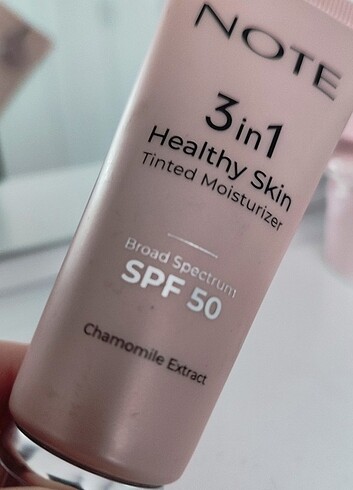 NOTE
3 in 1
Healthy Skin
Tinted Moisturizer
Broad Spectrum
SPF 50
Chamomile Extract